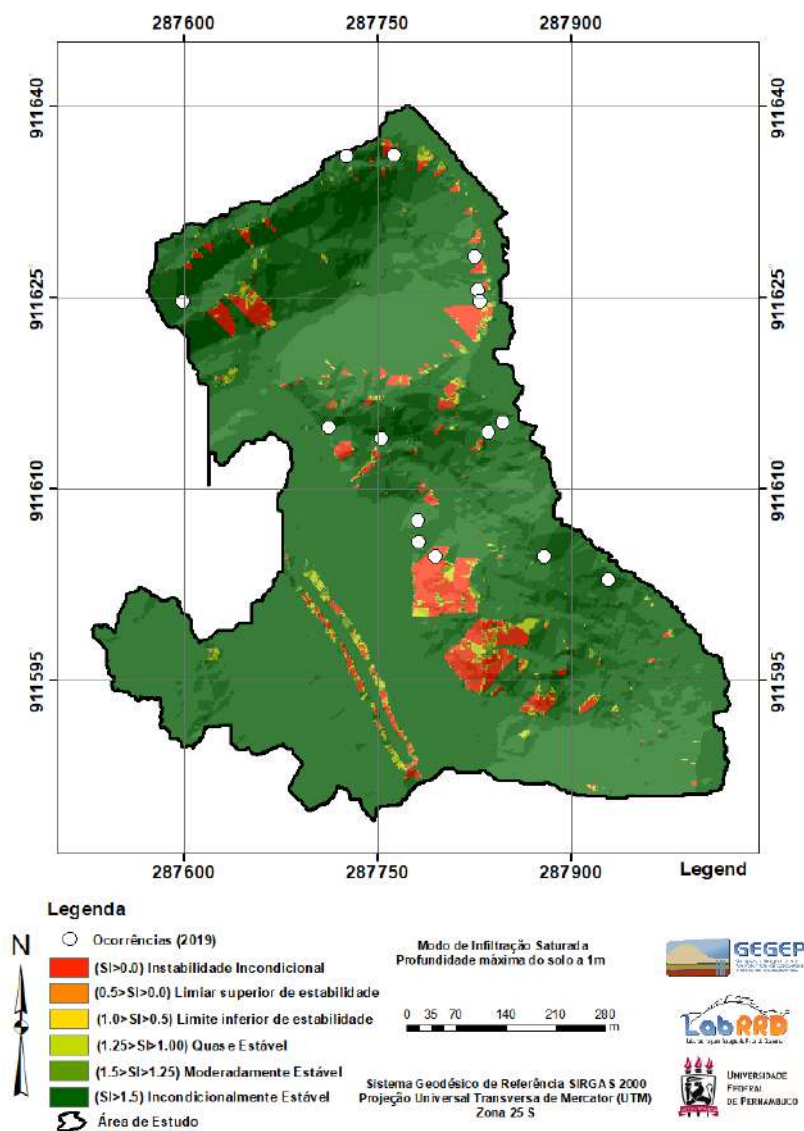 287600 287750 287900
911640 911640
911625 911625
911610 911610
911595 911595
287600 287750 287900 Legend
Legenda
N
Ocorrências (2019)
(SI>0.0) Instabilidade Incondicional
(0.5>SI>0.0) Limiar superior de estabilidade
(1.0>SI>0.5) Limite inferior de estabilidade
(1.25>SI>1.00) Quase Estável
(1.5>SI>1.25) Moderadamente Estável
(SI>1.5) Incondicionalmente Estável
Área de Estudo
Modo de Infiltração Saturada
Profundidade máxima do solo a 1m
0 35 70 140 210 280
m
Sistema Geodésico de Referência SIRGAS 2000
Projeção Universal Transversa de Mercator (UTM)
Zona 25 S
GEGEP
LabRRD
UNIVERSIDADE
FEDERAL
DE PERNAMBUCO